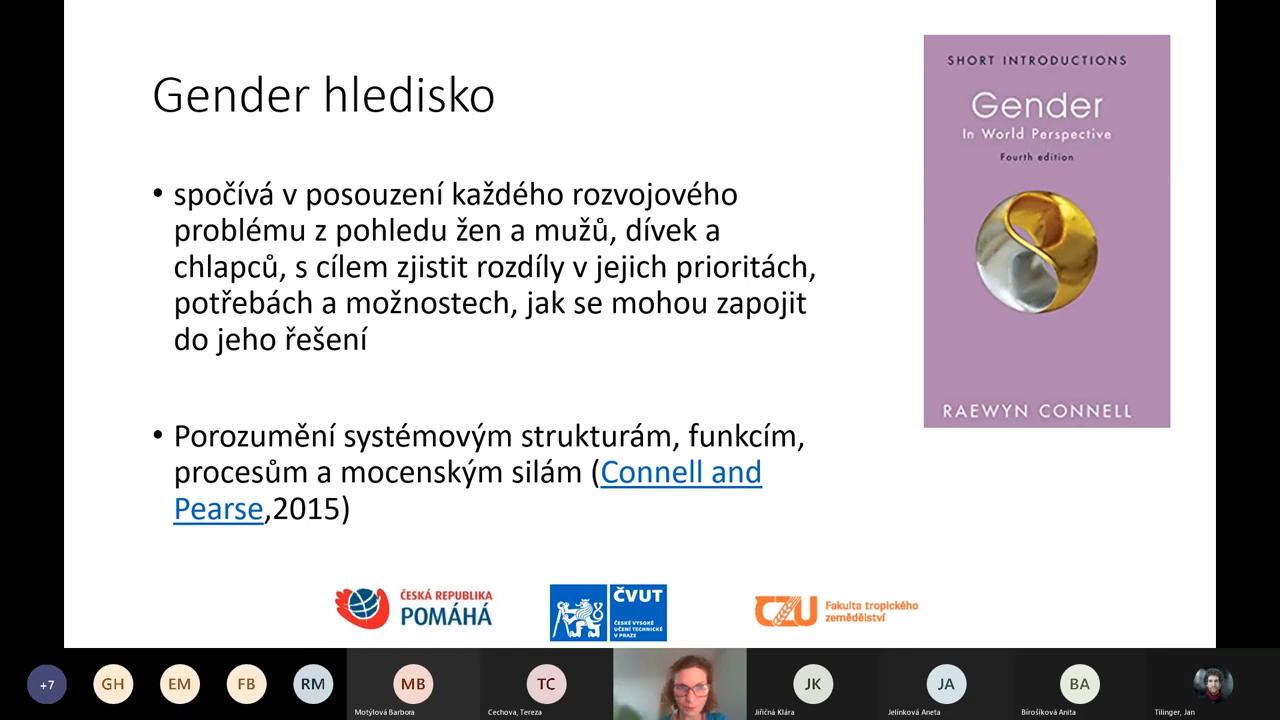 Gender hledisko
• spočívá v posouzení každého rozvojového
problému z pohledu žen a mužů, dívek a
chlapců, s cílem zjistit rozdíly v jejich prioritách,
potřebách a možnostech, jak se mohou zapojit
do jeho řešení
• Porozumění systémovým strukturám, funkcím,
procesům a mocenským silám (Connell and
Pearse,2015)
SHORT INTRODUCTIONS
Gender
In World Perspective
Fourth edition
RAEWYN CONNELL
ČESKÁ REPUBLIKA
POMÁHÁ
ČVUT
ČESKÉ VYSOKÉ
UČENÍ TECHNICKÉ
V PRAZE
CZU
Fakulta tropického
zemědělství
+7
GH
EM
FB
RM
MB
Motýlová Barbora
TC
Cechova, Tereza
JK
Jiřičná Klára
JA
Jelínková Aneta
BA
Birošíková Anita
Tilinger, Jan